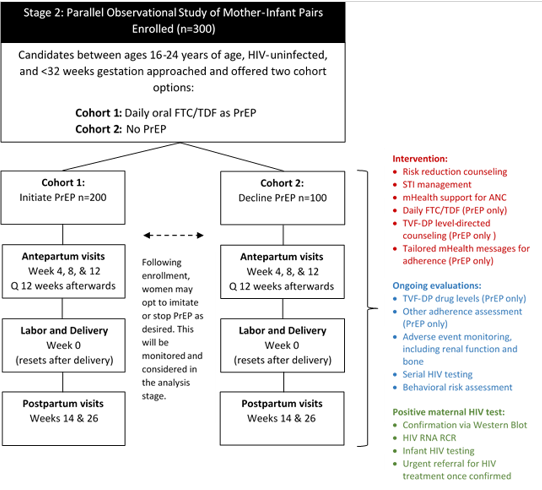 Stage 2: Parallel Observational Study of Mother-Infant Pairs
Enrolled (n=300)
Candidates between ages 16-24 years of age, HIV-uninfected,
and <32 weeks gestation approached and offered two cohort
options:
Cohort 1: Daily oral FTC/TDF as PrEP
Cohort 2: No PrEP
Cohort 1:
Initiate PrEP n=200
Antepartum visits
Week 4, 8, & 12
Q 12 weeks afterwards
Labor and Delivery
Week 0
(resets after delivery)
Postpartum visits
Weeks 14 & 26
Following
enrollment,
women may
opt to imitate
or stop PrEP as
desired. This
will be
monitored and
considered in
the analysis
stage.
Cohort 2:
Decline PrEP n=100
Antepartum visits
Week 4, 8, & 12
Q 12 weeks afterwards
Labor and Delivery
Week 0
(resets after delivery)
Postpartum visits
Weeks 14 & 26
Intervention:
• Risk reduction counseling
• STI management
• mHealth support for ANC
• Daily FTC/TDF (PrEP only)
• TVF-DP level-directed
counseling (PrEP only )
• Tailored mHealth messages for
adherence (PrEP only)
Ongoing evaluations:
• TVF-DP drug levels (PrEP only)
• Other adherence assessment
(PrEP only)
• Adverse event monitoring,
including renal function and
bone
• Serial HIV testing
• Behavioral risk assessment
Positive maternal HIV test:
• Confirmation via Western Blot
• HIV RNA RCR
• Infant HIV testing
• Urgent referral for HIV
treatment once confirmed